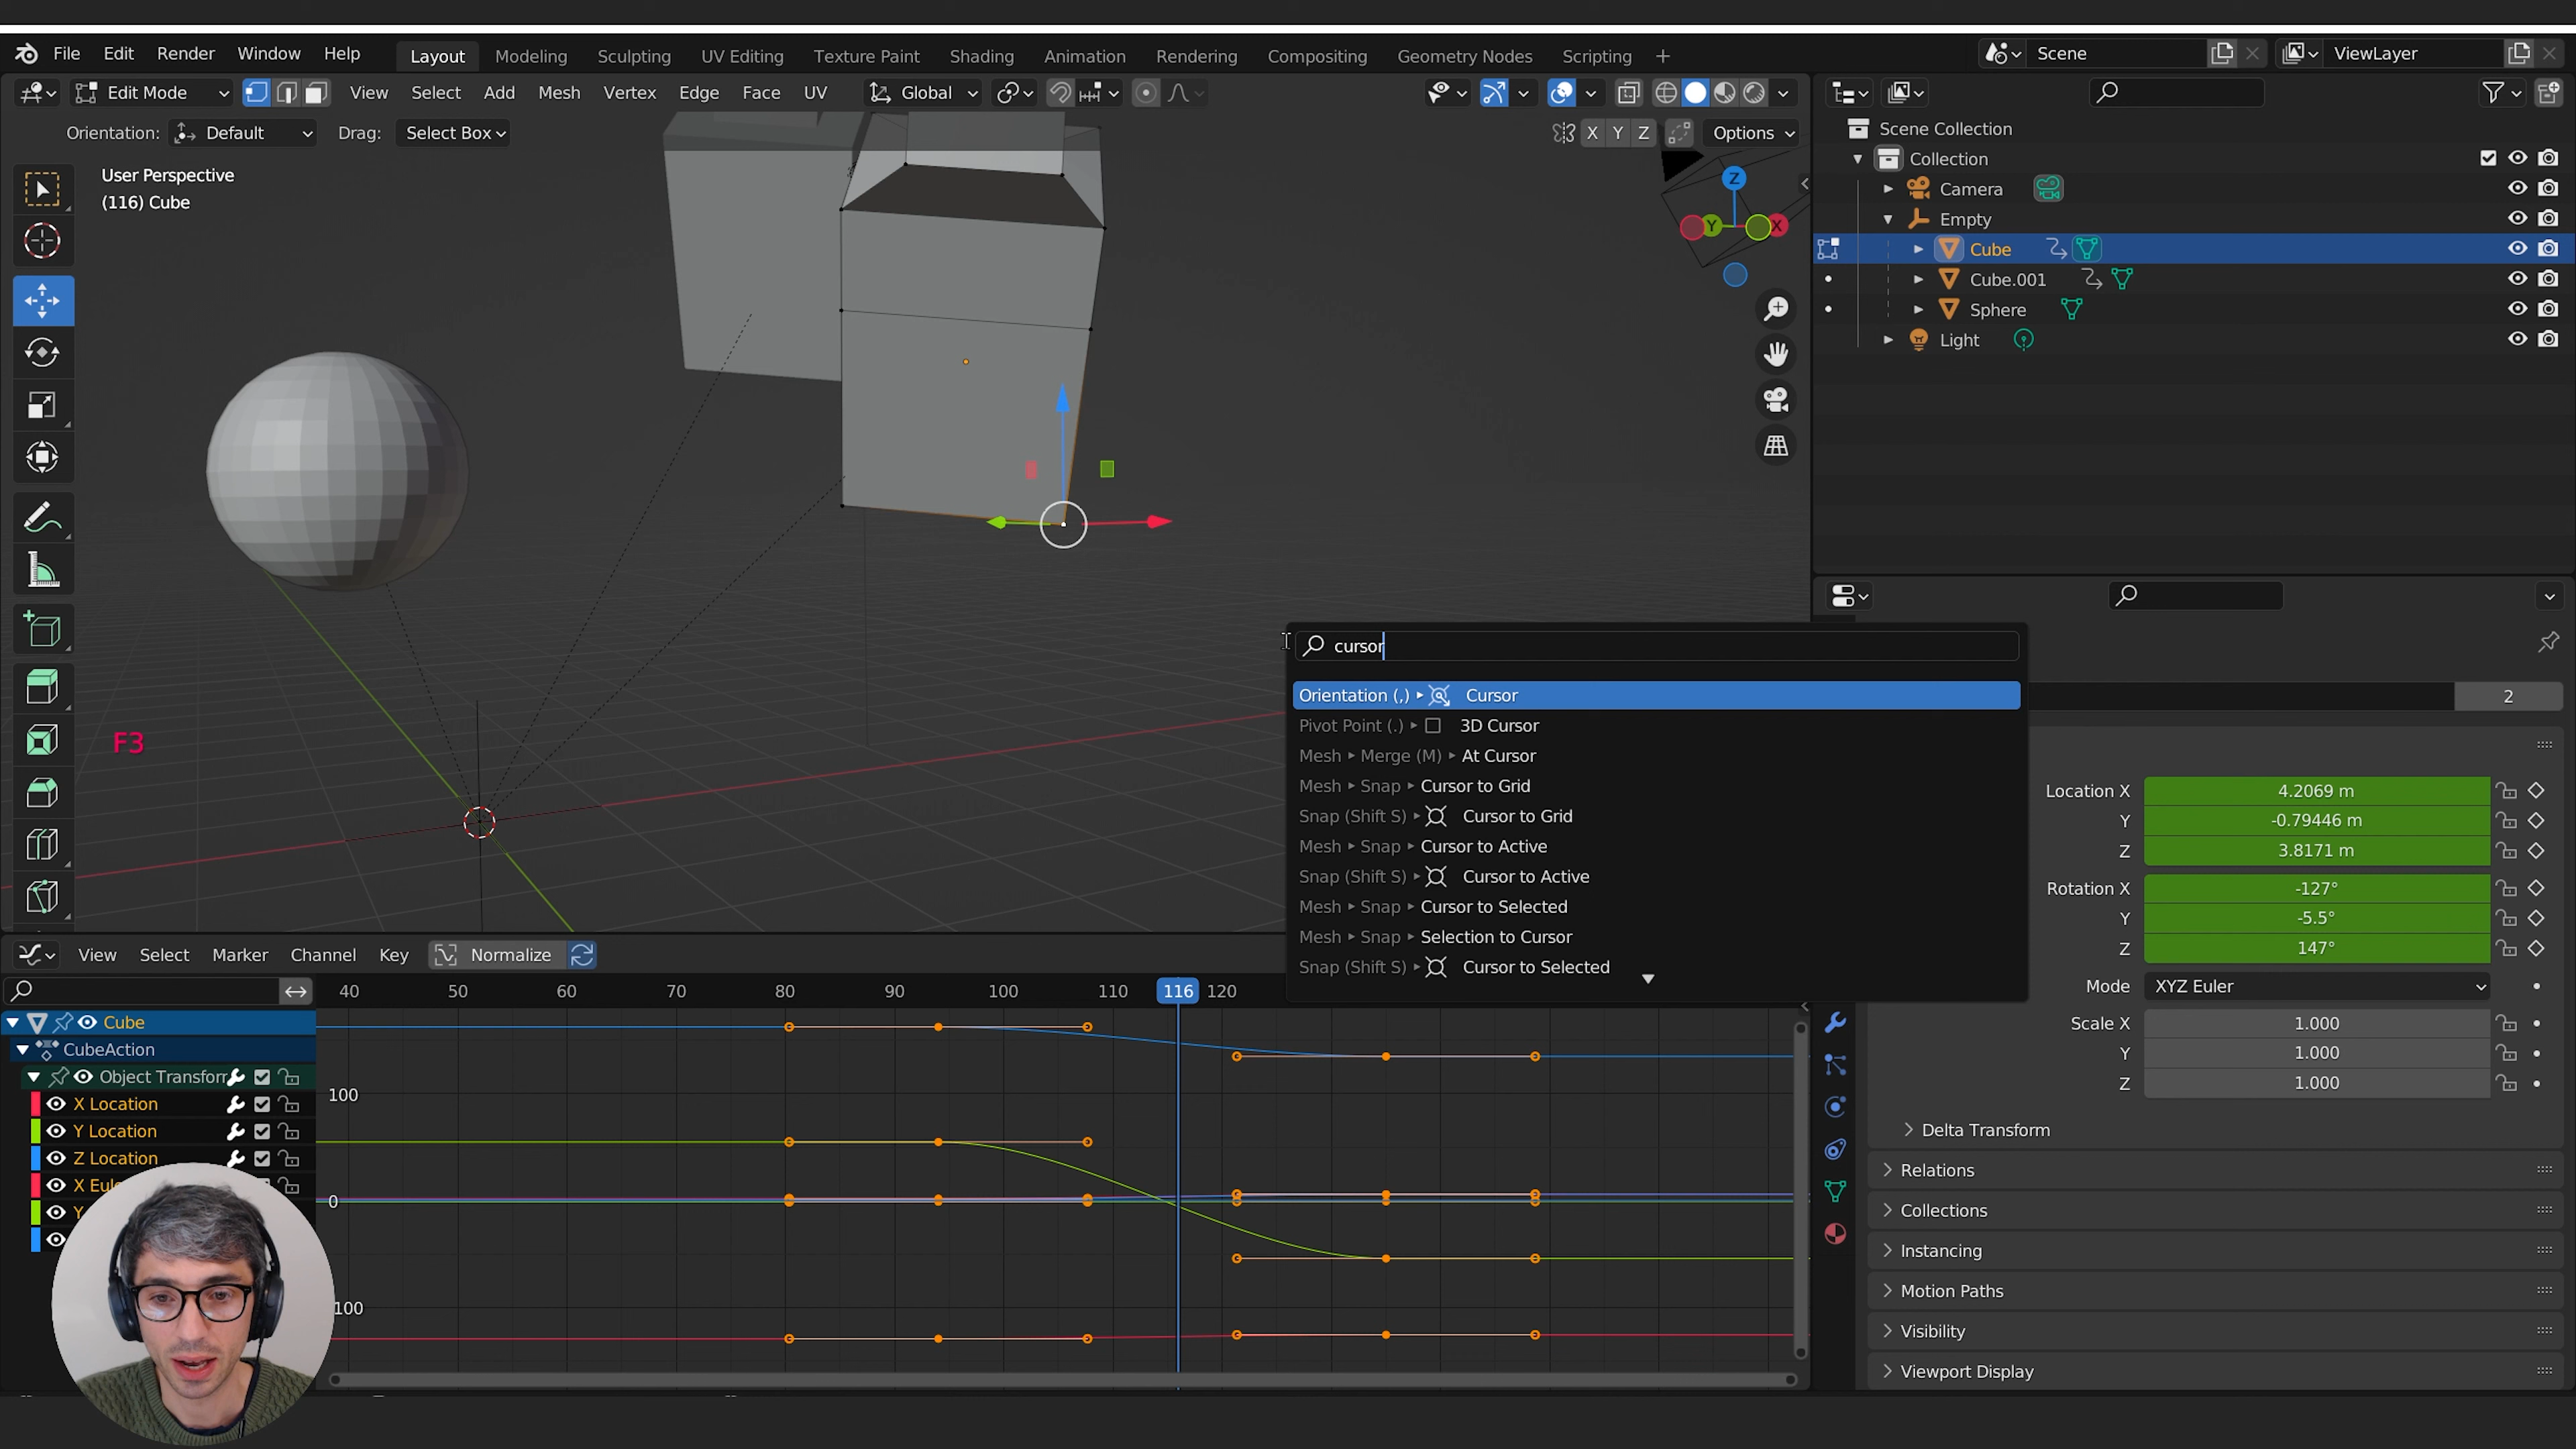 File Edit Render Window Help Layout Modeling Sculpting UV Editing Texture Paint Shading Animation Rendering Compositing Geometry Nodes Scripting + Scene ViewLayer
Edit Mode View Select Add Mesh Vertex Edge Face UV Global
Orientation: Default Drag: Select Box X Y Z Options
User Perspective
(116) Cube
Z
Y X
Scene Collection
Collection
Camera
Empty
Cube
Cube.001
Sphere
Light
F3
cursor
Orientation (,) ▸ Cursor
Pivot Point (.) ▸ 3D Cursor
Mesh ▸ Merge (M) ▸ At Cursor
Mesh ▸ Snap ▸ Cursor to Grid
Snap (Shift S) ▸ Cursor to Grid
Mesh ▸ Snap ▸ Cursor to Active
Snap (Shift S) ▸ Cursor to Active
Mesh ▸ Snap ▸ Cursor to Selected
Mesh ▸ Snap ▸ Selection to Cursor
Snap (Shift S) ▸ Cursor to Selected
2
Location X 4.2069 m
Y -0.79446 m
Z 3.8171 m
Rotation X -127°
Y -5.5°
Z 147°
Mode XYZ Euler
Scale X 1.000
Y 1.000
Z 1.000
Delta Transform
Relations
Collections
Instancing
Motion Paths
Visibility
Viewport Display
View Select Marker Channel Key Normalize
40 50 60 70 80 90 100 110 116 120
Cube
CubeAction
Object Transforr
X Location
Y Location
Z Location
X Eul
Y
100
0
100